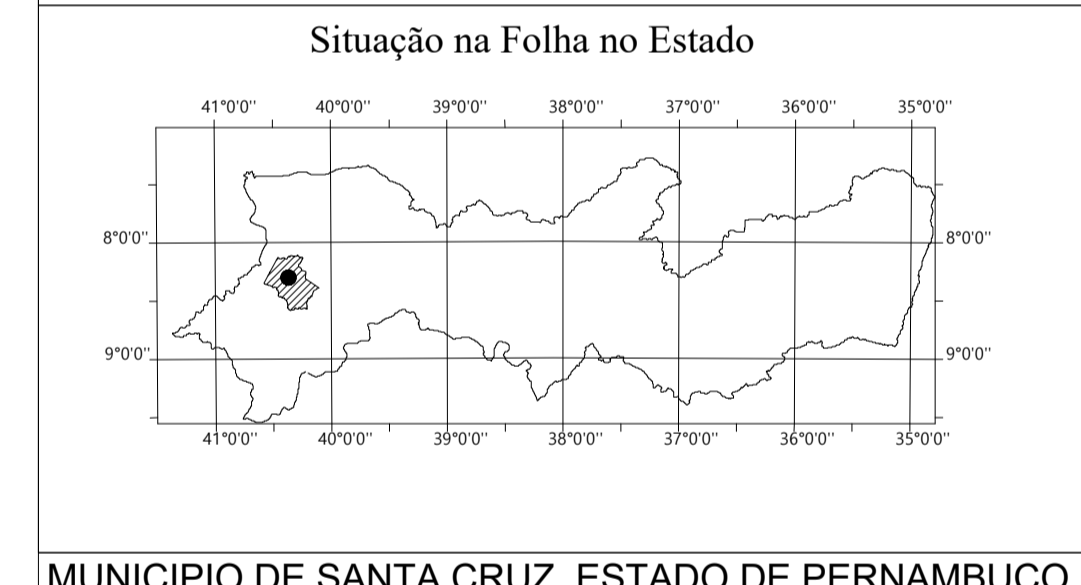 Situação na Folha no Estado
41°0'0" 40°0'0" 39°0'0" 38°0'0" 37°0'0" 36°0'0" 35°0'0"
8°0'0" 8°0'0"
9°0'0" 9°0'0"
41°0'0" 40°0'0" 39°0'0" 38°0'0" 37°0'0" 36°0'0" 35°0'0"
MUNICIPIO DE SANTA CRUZ ESTADO DE PERNAMBUCO